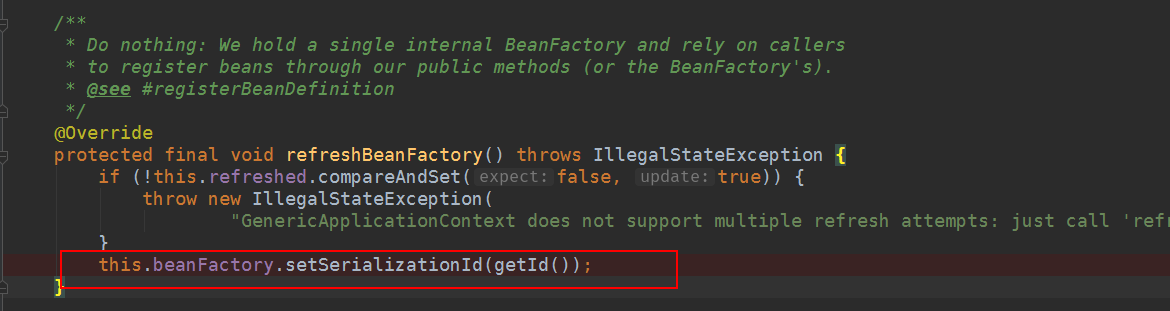 /**
* Do nothing: We hold a single internal BeanFactory and rely on callers
* to register beans through our public methods (or the BeanFactory's).
* @see #registerBeanDefinition
*/
@Override
protected final void refreshBeanFactory() throws IllegalStateException {
if (!this.refreshed.compareAndSet( expect: false, update: true)) {
throw new IllegalStateException(
"GenericApplicationContext does not support multiple refresh attempts: just call 'refr
}
this.beanFactory.setSerializationId(getId());
}